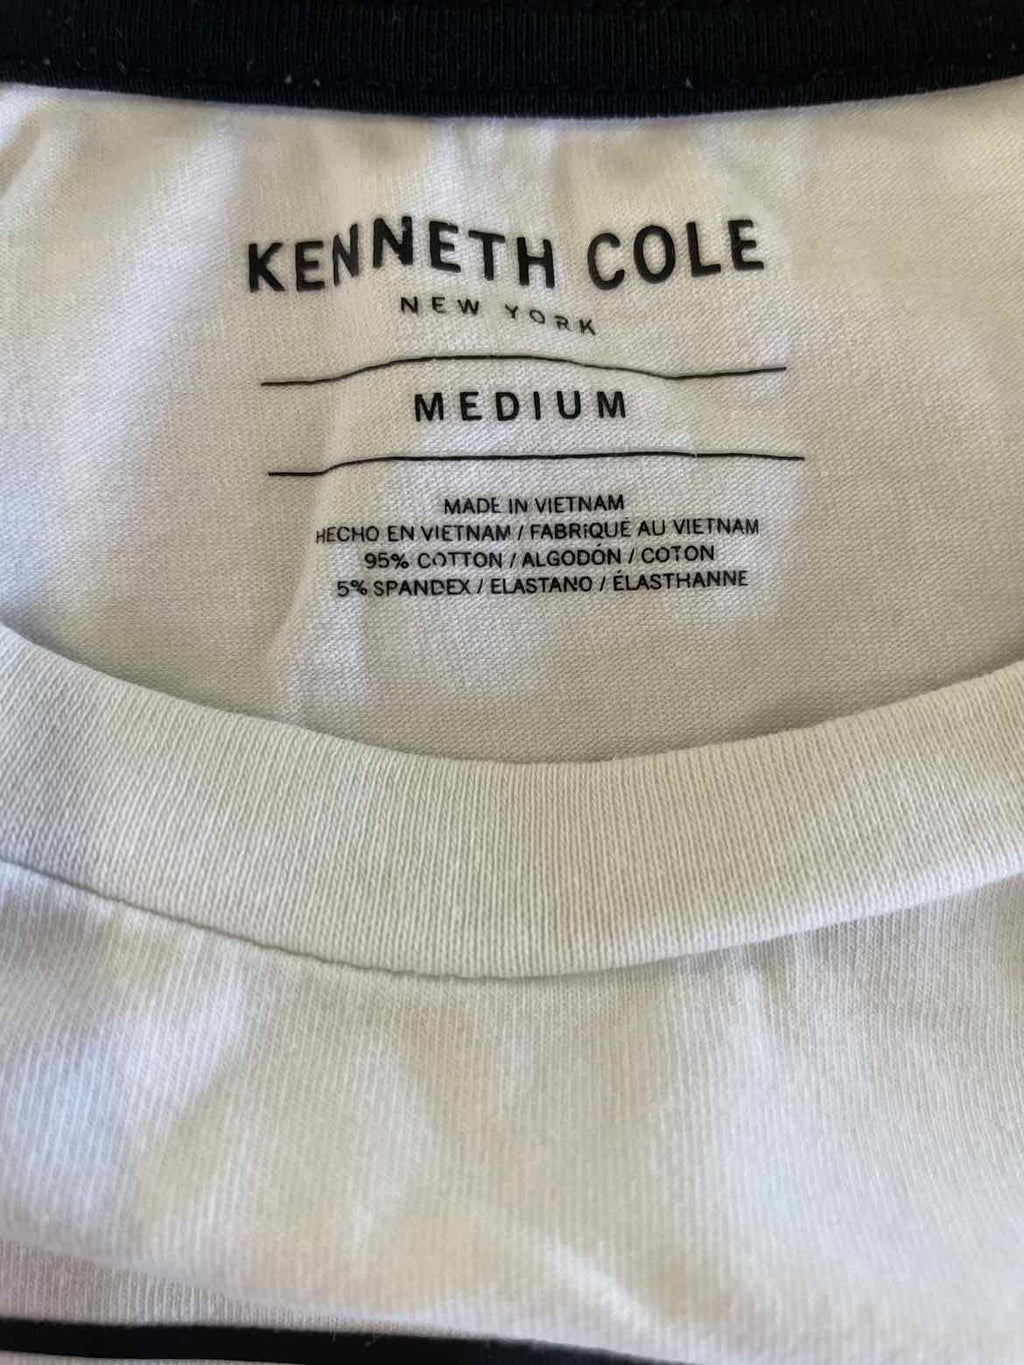 KENNETH COLE
NEW YORK
MEDIUM
MADE IN VIETNAM
HECHO EN VIETNAM / FABRIQUÉ AU VIETNAM
95% COTTON / ALGODÓN / COTON
5% SPANDEX / ELASTANO / ÉLASTHANNE